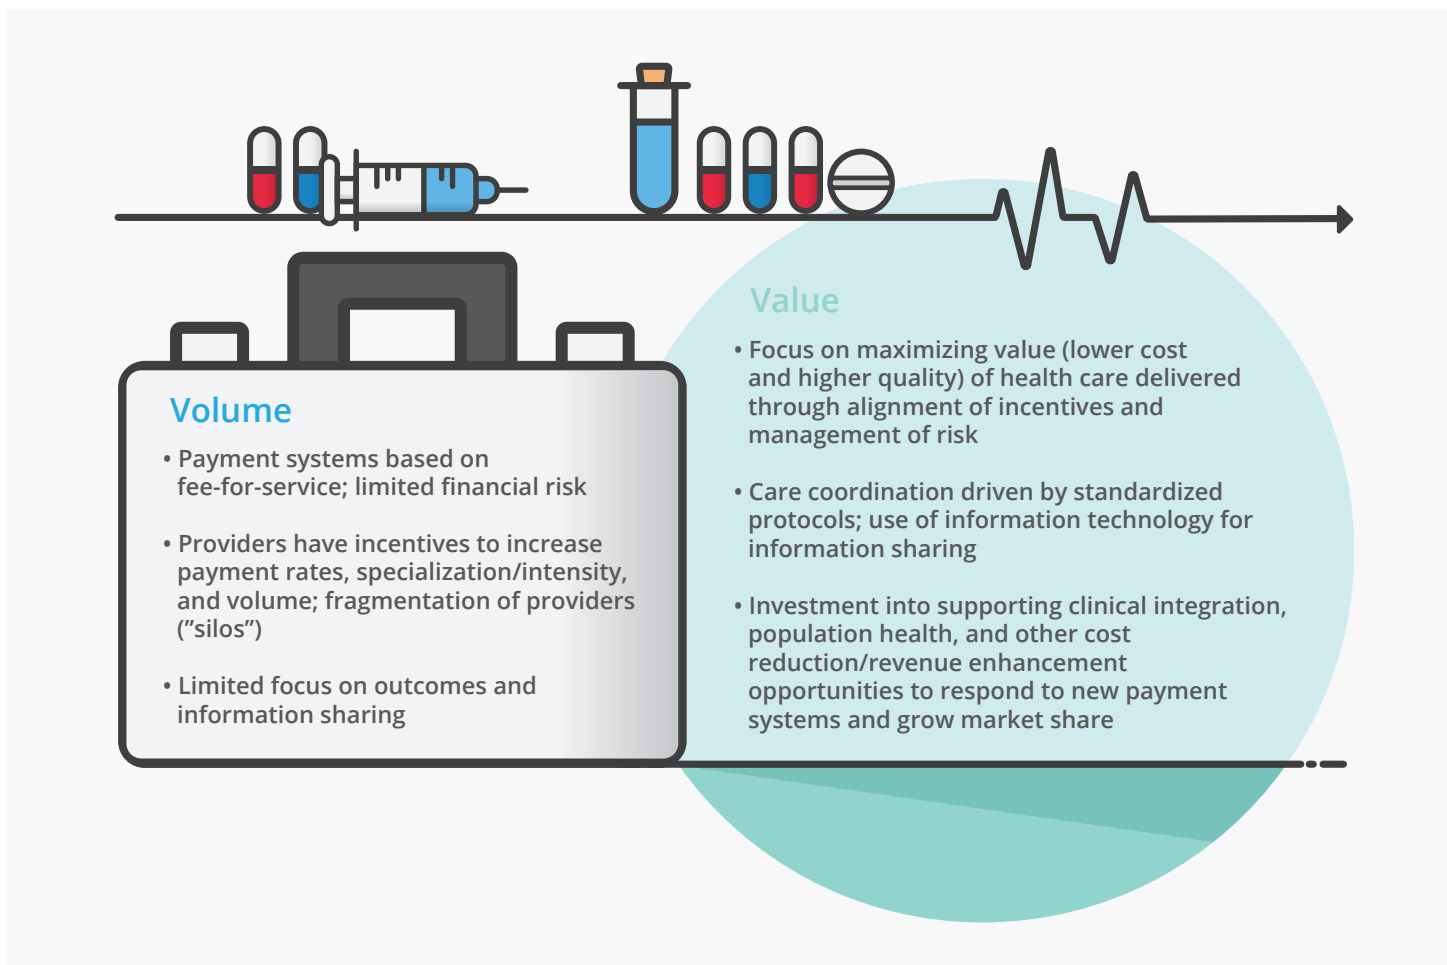 Volume
• Payment systems based on
fee-for-service; limited financial risk
• Providers have incentives to increase
payment rates, specialization/intensity,
and volume; fragmentation of providers
(”silos”)
• Limited focus on outcomes and
information sharing
Value
• Focus on maximizing value (lower cost
and higher quality) of health care delivered
through alignment of incentives and
management of risk
• Care coordination driven by standardized
protocols; use of information technology for
information sharing
• Investment into supporting clinical integration,
population health, and other cost
reduction/revenue enhancement
opportunities to respond to new payment
systems and grow market share